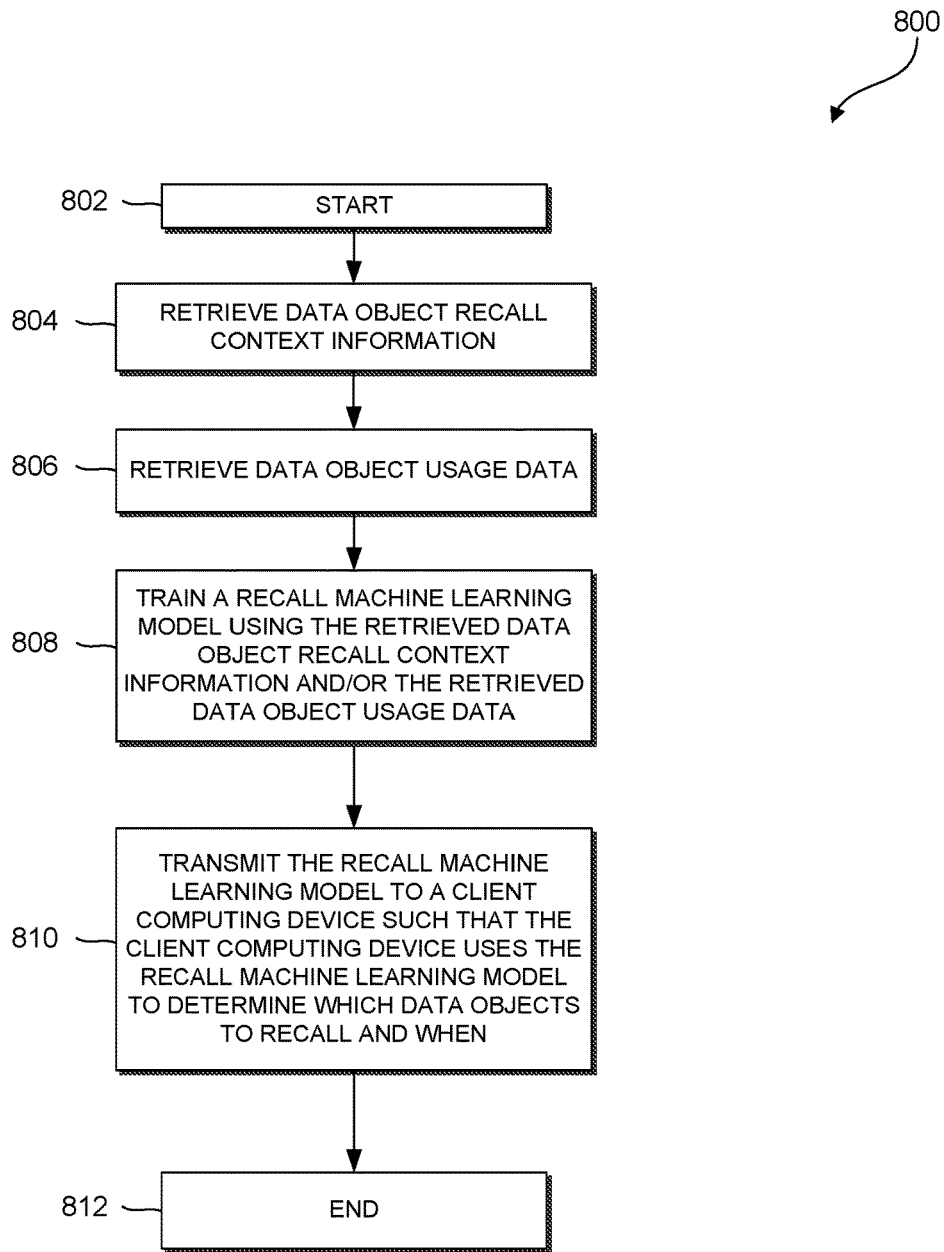 800
802
START
804
RETRIEVE DATA OBJECT RECALL
CONTEXT INFORMATION
806
RETRIEVE DATA OBJECT USAGE DATA
808
TRAIN A RECALL MACHINE LEARNING
MODEL USING THE RETRIEVED DATA
OBJECT RECALL CONTEXT
INFORMATION AND/OR THE RETRIEVED
DATA OBJECT USAGE DATA
810
TRANSMIT THE RECALL MACHINE
LEARNING MODEL TO A CLIENT
COMPUTING DEVICE SUCH THAT THE
CLIENT COMPUTING DEVICE USES THE
RECALL MACHINE LEARNING MODEL
TO DETERMINE WHICH DATA OBJECTS
TO RECALL AND WHEN
812
END